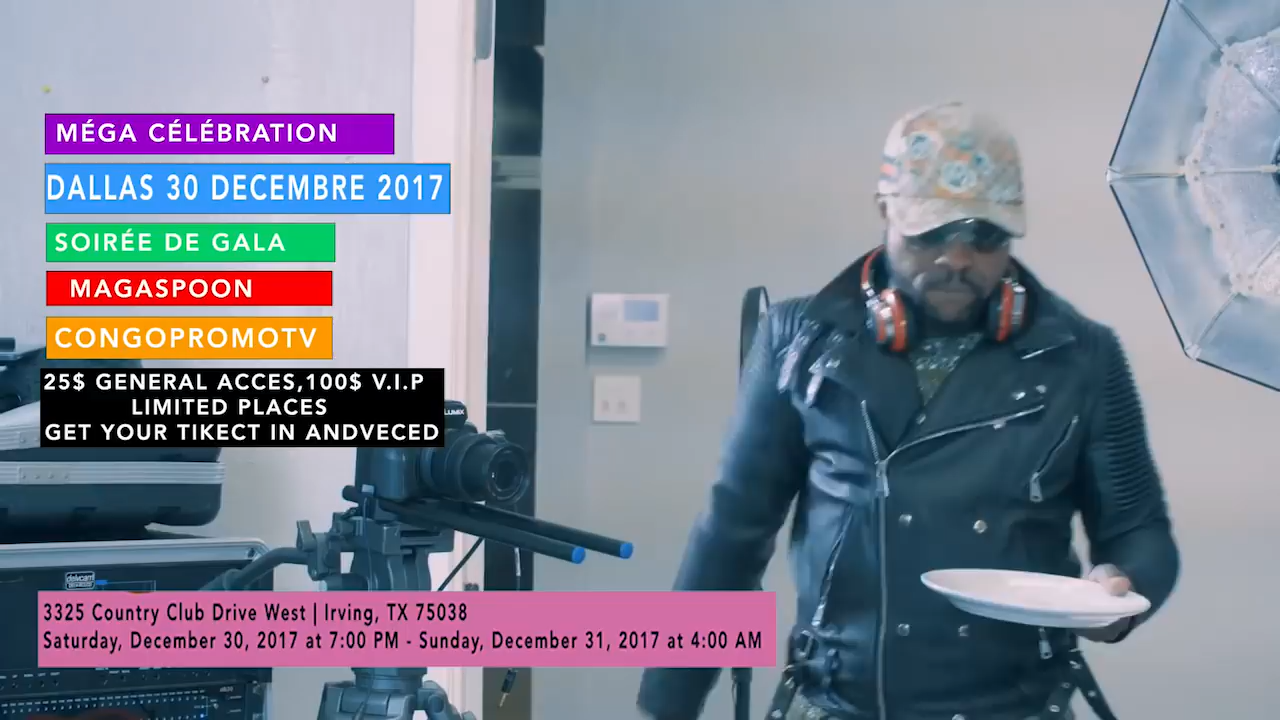 MÉGA CÉLÉBRATION
DALLAS 30 DECEMBRE 2017
SOIRÉE DE GALA
MAGASPOON
CONGOPROMOTV
25$ GENERAL ACCES,100$ V.I.P
LIMITED PLACES
GET YOUR TIKECT IN ANDVECED
LUMIX
delvcam
3325 Country Club Drive West | Irving, TX 75038
Saturday, December 30, 2017 at 7:00 PM - Sunday, December 31, 2017 at 4:00 AM